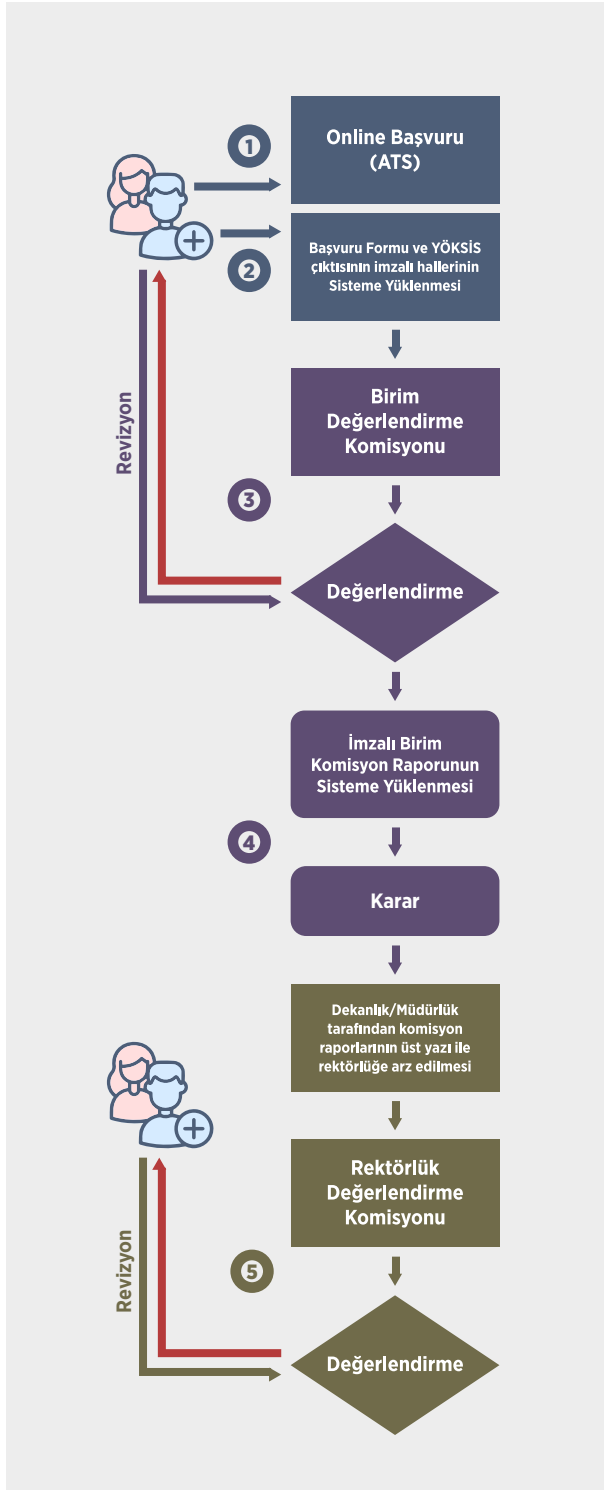 1
Online Başvuru
(ATS)
2
Başvuru Formu ve YÖKSİS
çıktısının imzalı hallerinin
Sisteme Yüklenmesi
Birim
Değerlendirme
Komisyonu
Revizyon
3
Değerlendirme
İmzalı Birim
Komisyon Raporunun
Sisteme Yüklenmesi
4
Karar
Dekanlık/Müdürlük
tarafından komisyon
raporlarının üst yazı ile
rektörlüğe arz edilmesi
Rektörlük
Değerlendirme
Komisyonu
Revizyon
5
Değerlendirme